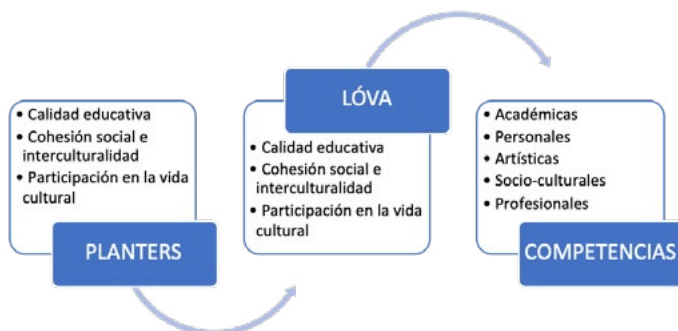 • Calidad educativa
• Cohesión social e
interculturalidad
• Participación en la vida
cultural
PLANTERS
LÓVA
• Calidad educativa
• Cohesión social e
interculturalidad
• Participación en la vida
cultural
• Académicas
• Personales
• Artísticas
• Socio-culturales
• Profesionales
COMPETENCIAS